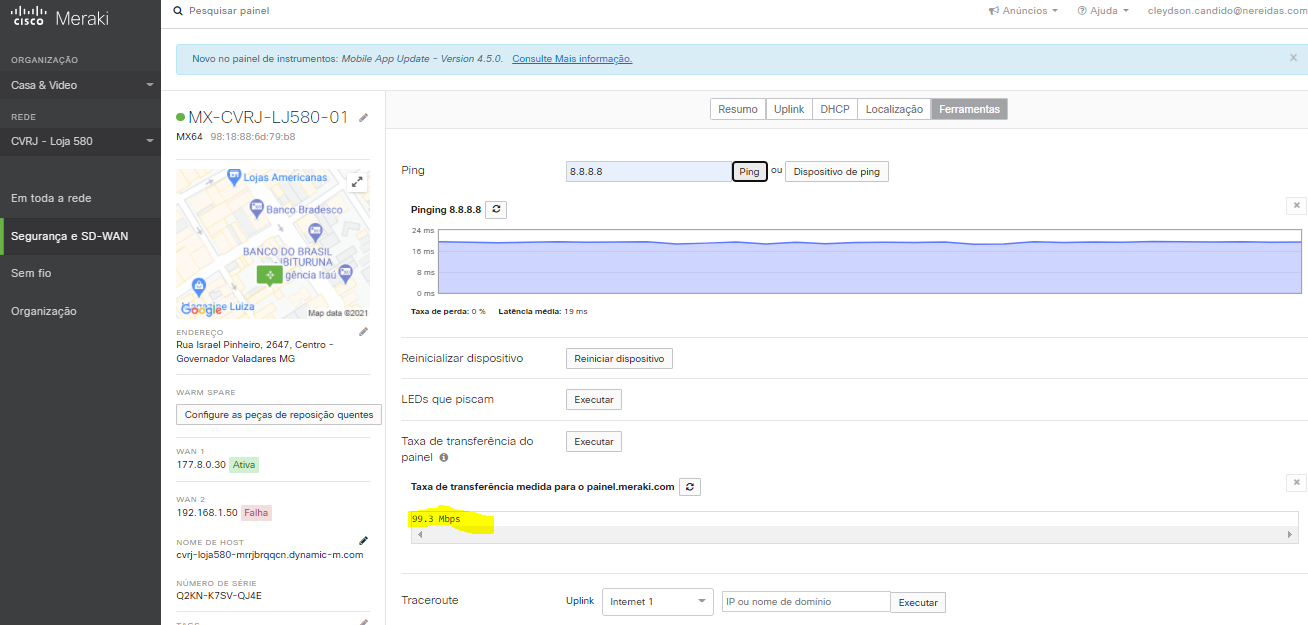 cisco Meraki
Pesquisar painel
Anúncios
Ajuda
cleydson.candido@nereidas.com
ORGANIZAÇÃO
Casa & Video
REDE
CVRJ - Loja 580
Em toda a rede
Segurança e SD-WAN
Sem fio
Organização
Novo no painel de instrumentos: Mobile App Update - Version 4.5.0. Consulte Mais informação.
MX-CVRJ-LJ580-01
MX64 98:18:88:6d:79:b8
Lojas Americanas
Banco Bradesco
BANCO DO BRASIL
- IBITURUNA
gência Itaú
Magazine Luiza
Google
Map data ©2021
ENDEREÇO
Rua Israel Pinheiro, 2647, Centro -
Governador Valadares MG
WARM SPARE
Configure as peças de reposição quentes
WAN 1
177.8.0.30 Ativa
WAN 2
192.168.1.50 Falha
NOME DE HOST
cvrj-loja580-mrrjbrqqcn.dynamic-m.com
NÚMERO DE SÉRIE
Q2KN-K7SV-QJ4E
TAGS
Resumo
Uplink
DHCP
Localização
Ferramentas
Ping
8.8.8.8
Ping
ou
Dispositivo de ping
Pinging 8.8.8.8
24 ms
16 ms
8 ms
0 ms
Taxa de perda: 0 % Latência média: 19 ms
Reinicializar dispositivo
Reiniciar dispositivo
LEDs que piscam
Executar
Taxa de transferência do
painel
Executar
Taxa de transferência medida para o painel.meraki.com
99.3 Mbps
Traceroute
Uplink
Internet 1
IP ou nome de domínio
Executar